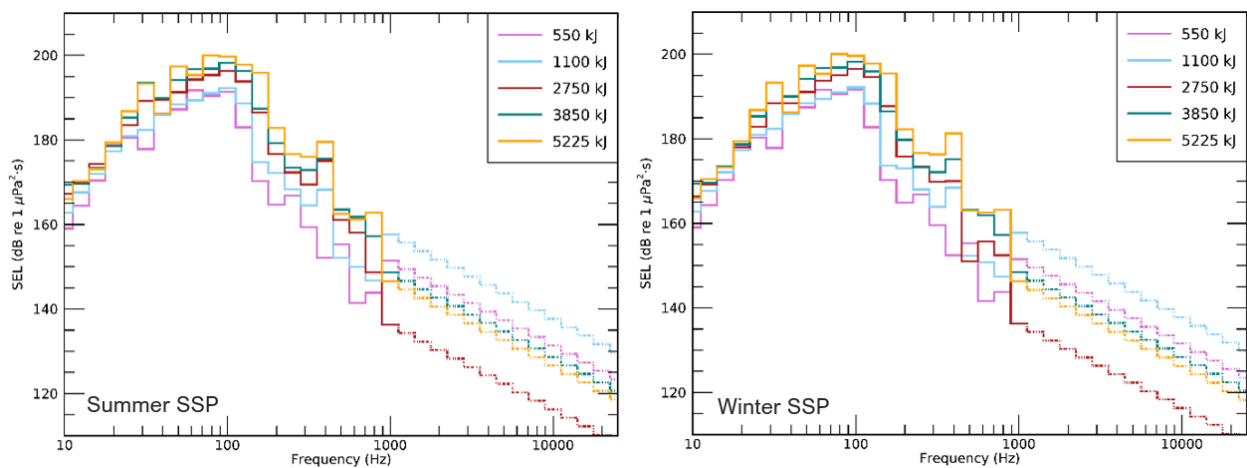 200
180
160
140
120
SEL (dB re 1 µPa²·s)
550 kJ
1100 kJ
2750 kJ
3850 kJ
5225 kJ
Summer SSP
10
100
1000
10000
Frequency (Hz)
200
180
160
140
120
SEL (dB re 1 µPa²·s)
550 kJ
1100 kJ
2750 kJ
3850 kJ
5225 kJ
Winter SSP
10
100
1000
10000
Frequency (Hz)